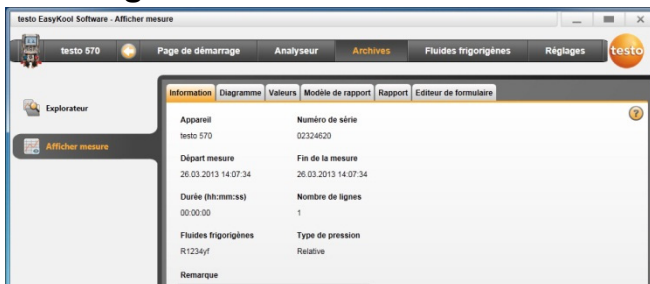 testo EasyKool Software - Afficher mesure
testo 570 Page de démarrage Analyseur Archives Fluides frigorigènes Réglages testo
Information Diagramme Valeurs Modèle de rapport Rapport Editeur de formulaire
Explorateur
Afficher mesure
Appareil Numéro de série
testo 570 02324620
Départ mesure Fin de la mesure
26.03.2013 14:07:34 26.03.2013 14:07:34
Durée (hh:mm:ss) Nombre de lignes
00:00:00 1
Fluides frigorigènes Type de pression
R1234yf Relative
Remarque